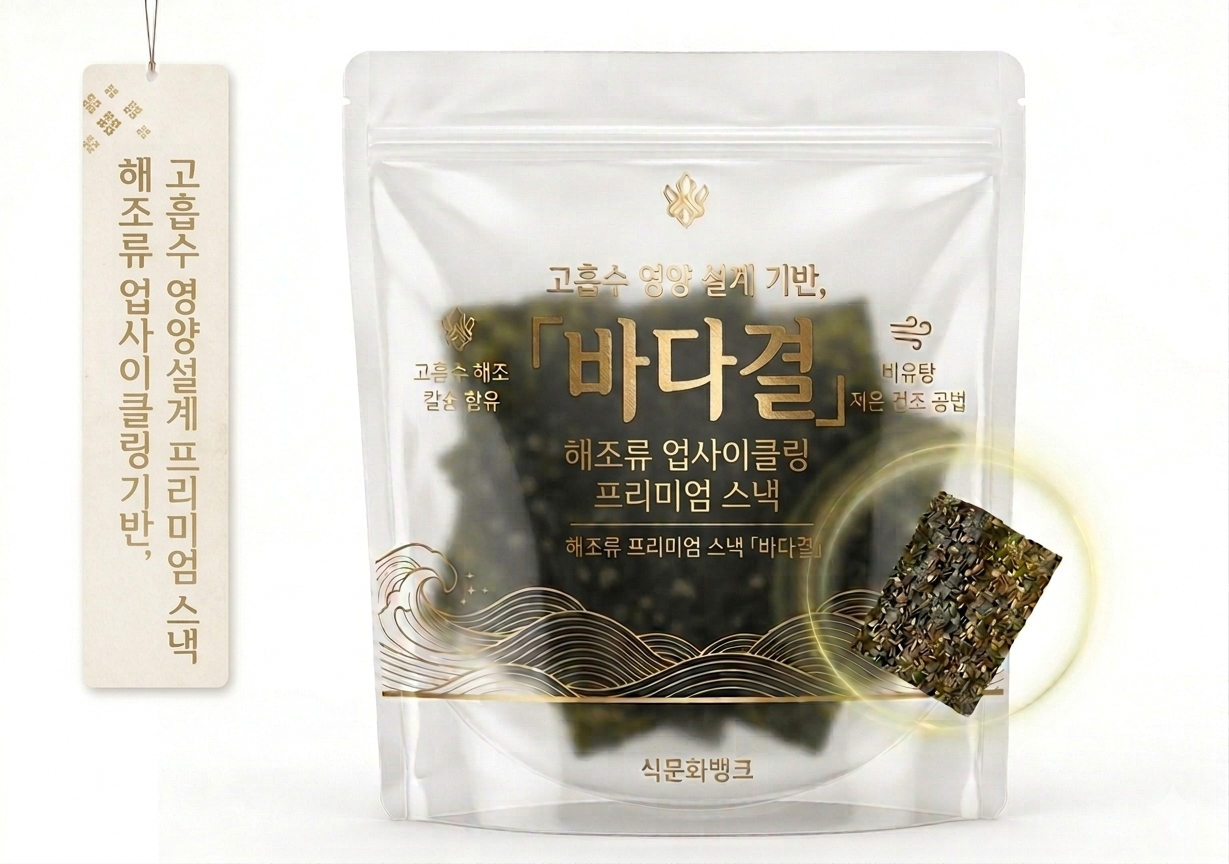 고흡수 영양설계 프리미엄 스낵
해조류 업사이클링 기반,
고흡수 영양 설계 기반,
「바다결」
고흡수 해조
칼슘 함유
비유탕
저온 건조 공법
해조류 업사이클링
프리미엄 스낵
해조류 프리미엄 스낵 「바다결」
식문화뱅크